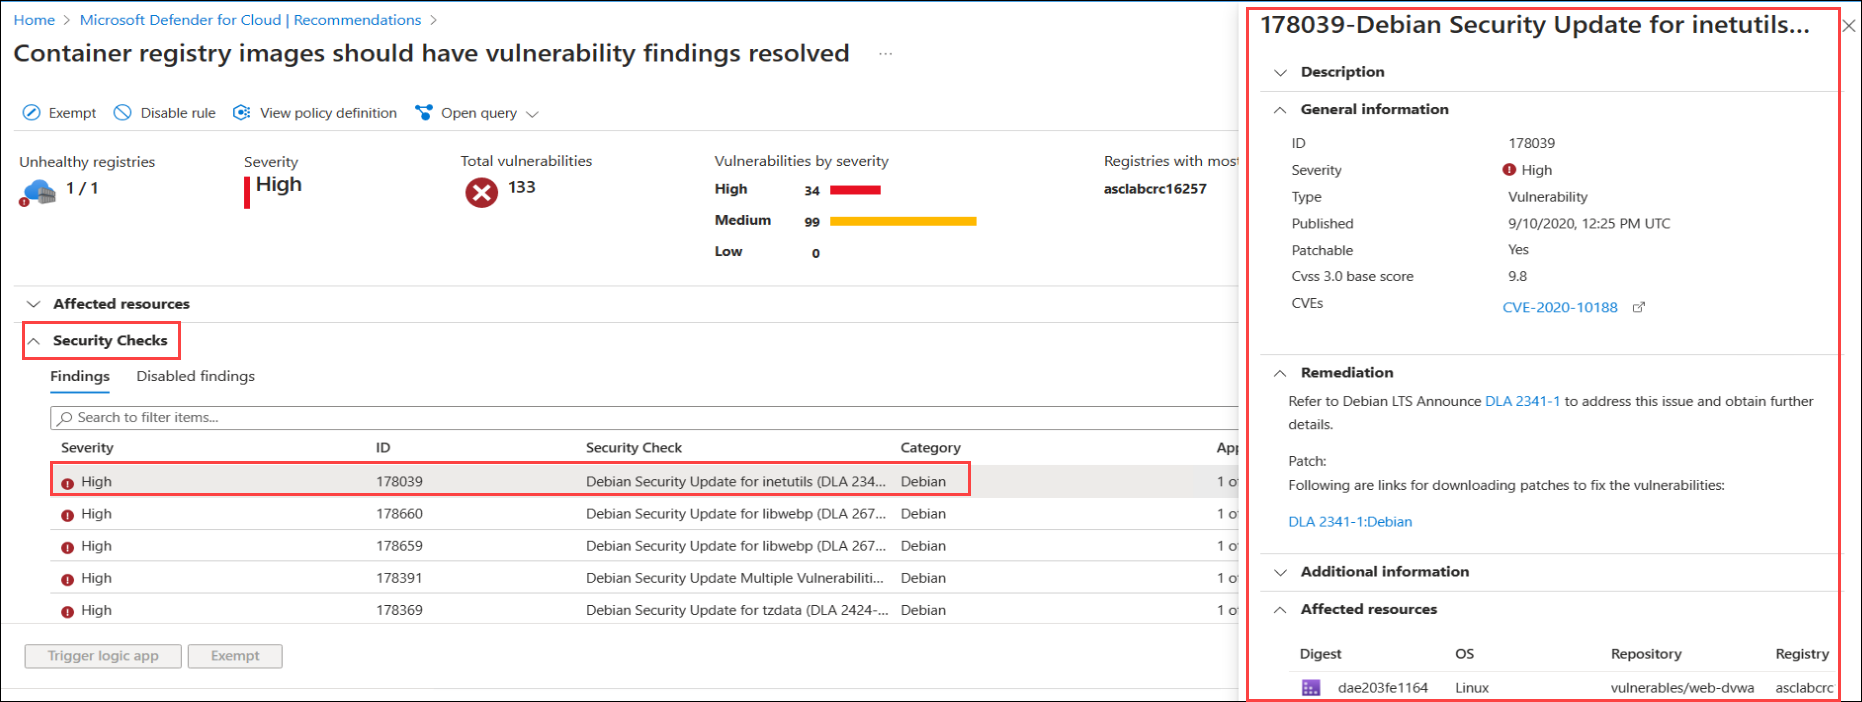 Home > Microsoft Defender for Cloud | Recommendations >
Container registry images should have vulnerability findings resolved ...
Exempt Disable rule View policy definition Open query
Unhealthy registries
1 / 1
Severity
High
Total vulnerabilities
133
Vulnerabilities by severity
High 34
Medium 99
Low 0
Registries with most
asclabcrc16257
Affected resources
Security Checks
Findings Disabled findings
Search to filter items...
Severity ID Security Check Category App
High 178039 Debian Security Update for inetutils (DLA 234... Debian 1 o
High 178660 Debian Security Update for libwebp (DLA 267... Debian 1 o
High 178659 Debian Security Update for libwebp (DLA 267... Debian 1 o
High 178391 Debian Security Update Multiple Vulnerabiliti... Debian 1 o
High 178369 Debian Security Update for tzdata (DLA 2424-... Debian 1 o
Trigger logic app Exempt
178039-Debian Security Update for inetutils...
Description
General information
ID 178039
Severity High
Type Vulnerability
Published 9/10/2020, 12:25 PM UTC
Patchable Yes
Cvss 3.0 base score 9.8
CVEs CVE-2020-10188
Remediation
Refer to Debian LTS Announce DLA 2341-1 to address this issue and obtain further
details.
Patch:
Following are links for downloading patches to fix the vulnerabilities:
DLA 2341-1:Debian
Additional information
Affected resources
Digest OS Repository Registry
dae203fe1164 Linux vulnerables/web-dvwa asclabcrc